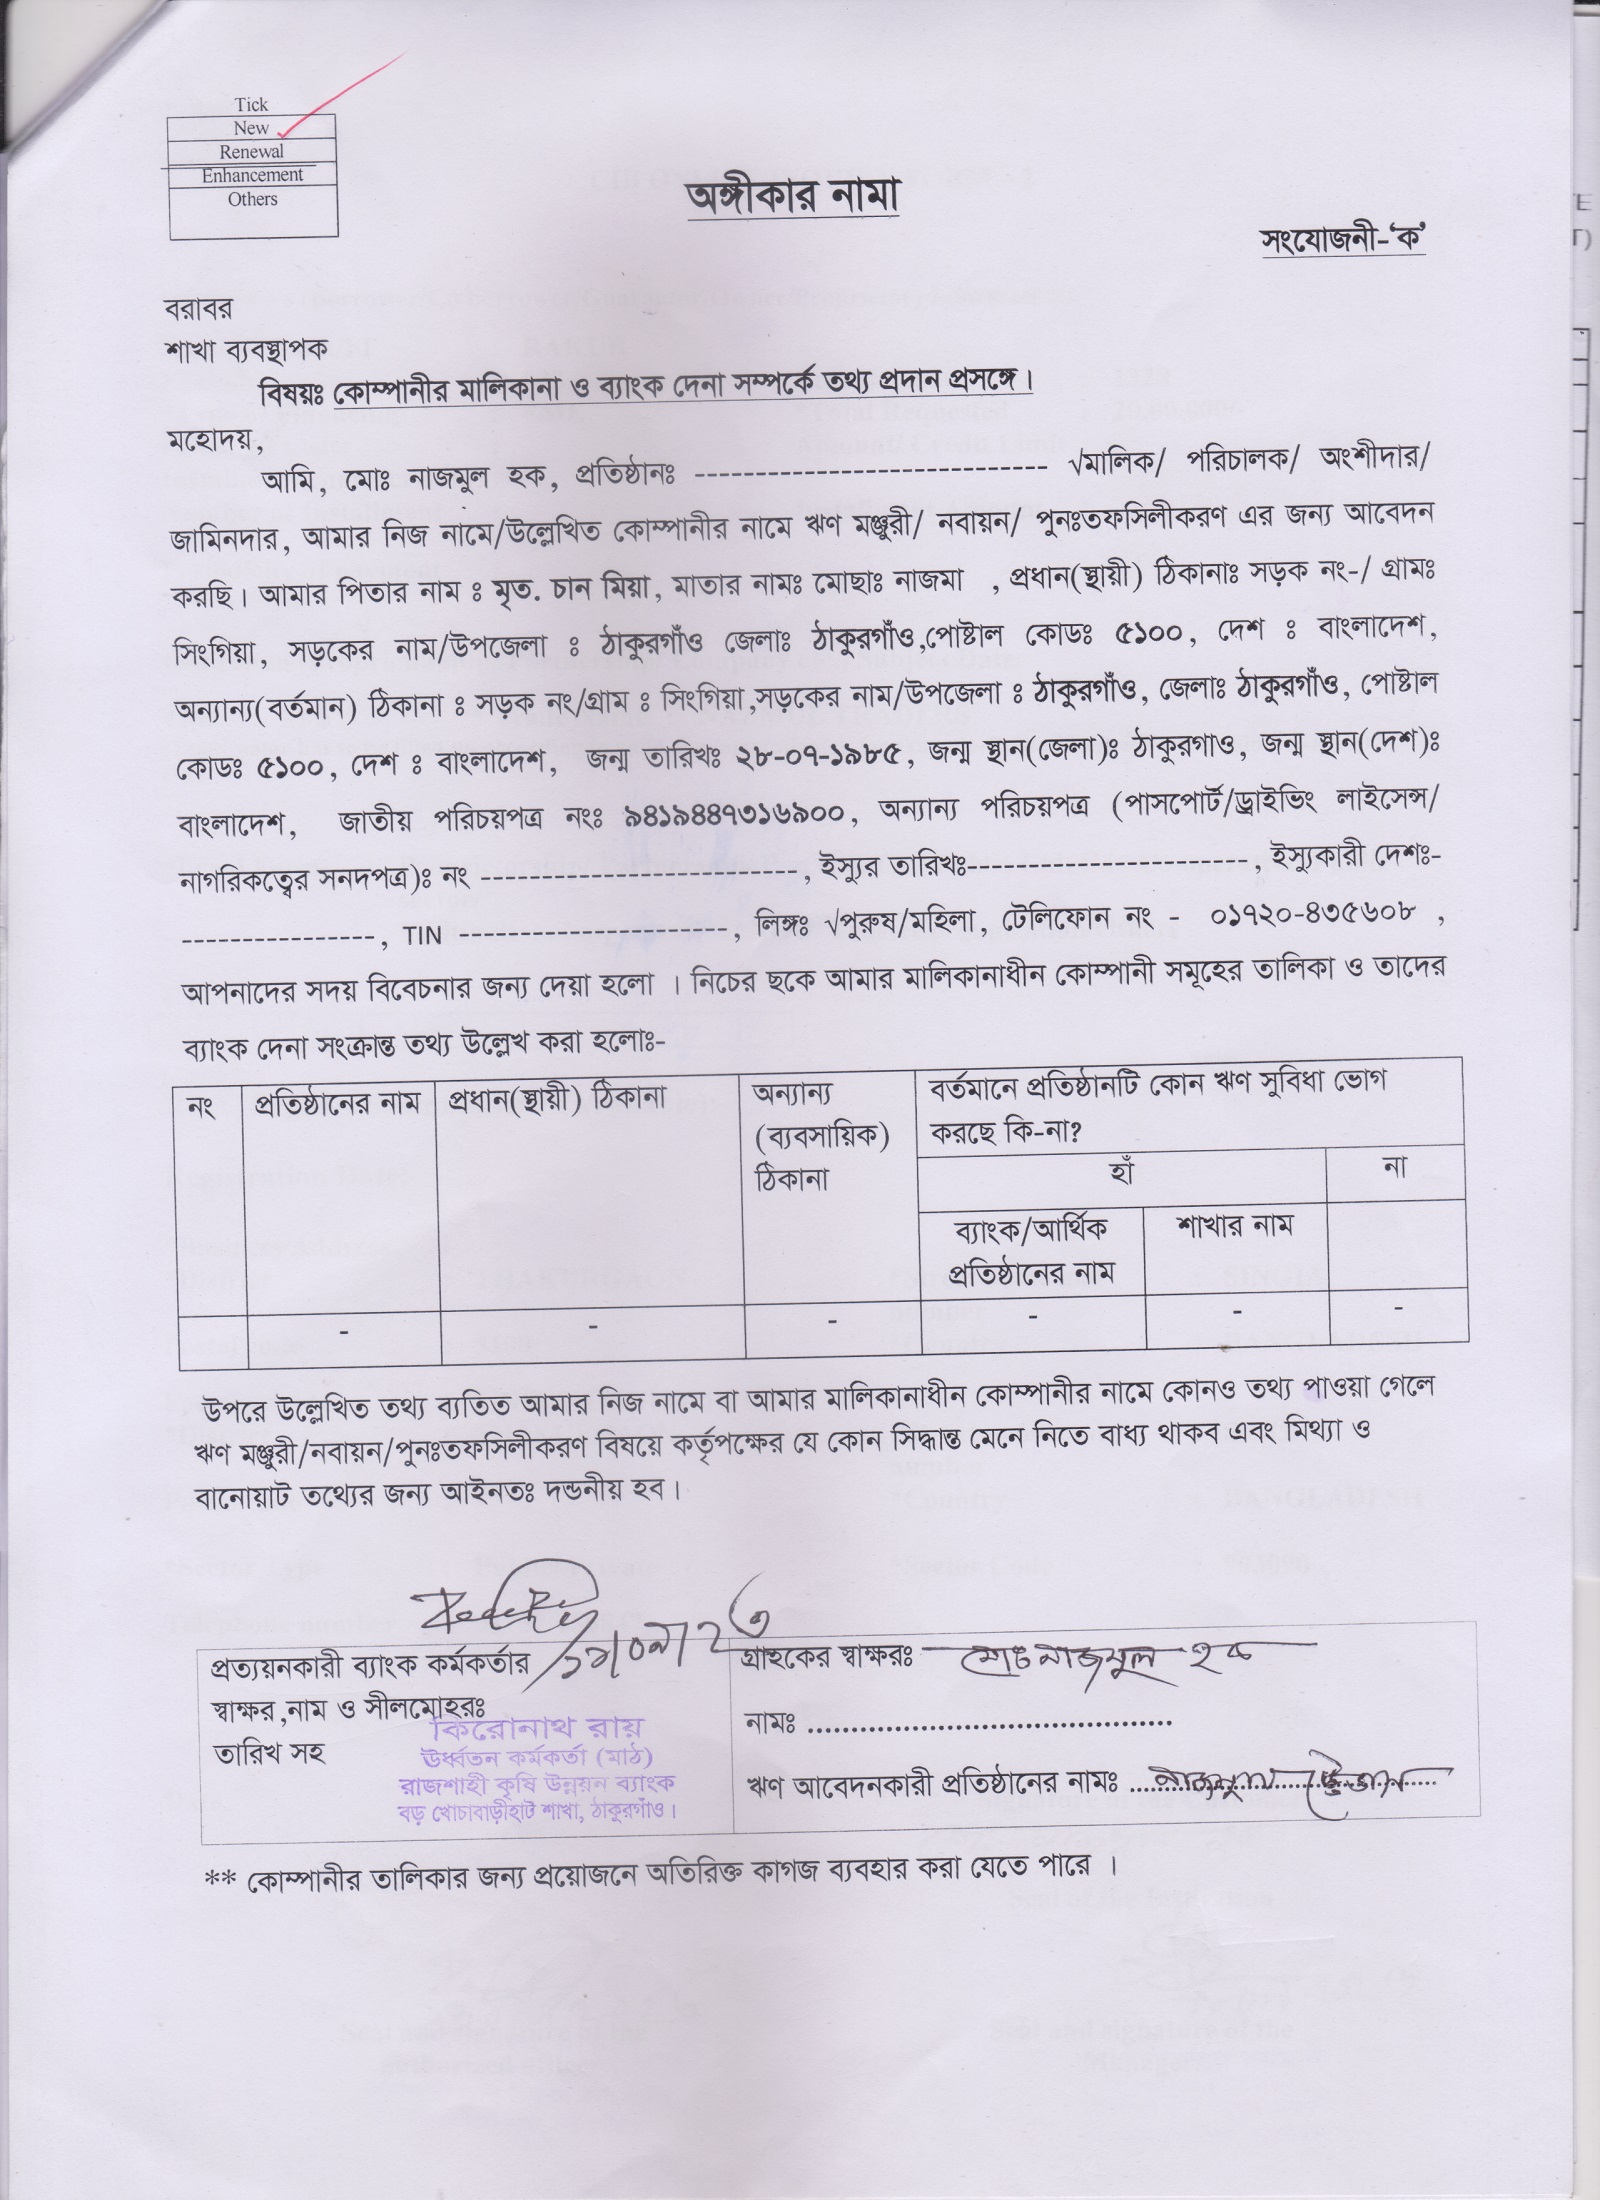 Tick
New
Renewal
Enhancement
Others
অঙ্গীকার নামা
সংযোজনী-‘ক’
বরাবর
শাখা ব্যবস্থাপক
বিষয়ঃ কোম্পানীর মালিকানা ও ব্যাংক দেনা সম্পর্কে তথ্য প্রদান প্রসঙ্গে।
মহোদয়,
আমি, মোঃ নাজমুল হক, প্রতিষ্ঠানঃ ----------------------------- √মালিক/ পরিচালক/ অংশীদার/
জামিনদার, আমার নিজ নামে/উল্লেখিত কোম্পানীর নামে ঋণ মঞ্জুরী/ নবায়ন/ পুনঃতফসিলীকরণ এর জন্য আবেদন
করছি। আমার পিতার নাম ঃ মৃত. চান মিয়া, মাতার নামঃ মোছাঃ নাজমা , প্রধান(স্থায়ী) ঠিকানাঃ সড়ক নং-/ গ্রামঃ
সিংগিয়া, সড়কের নাম/উপজেলা ঃ ঠাকুরগাঁও জেলাঃ ঠাকুরগাঁও,পোষ্টাল কোডঃ ৫১০০, দেশ ঃ বাংলাদেশ,
অন্যান্য(বর্তমান) ঠিকানা ঃ সড়ক নং/গ্রাম ঃ সিংগিয়া,সড়কের নাম/উপজেলা ঃ ঠাকুরগাঁও, জেলাঃ ঠাকুরগাঁও, পোষ্টাল
কোডঃ ৫১০০, দেশ ঃ বাংলাদেশ, জন্ম তারিখঃ ২৮-০৭-১৯৮৫, জন্ম স্থান(জেলা)ঃ ঠাকুরগাও, জন্ম স্থান(দেশ)ঃ
বাংলাদেশ, জাতীয় পরিচয়পত্র নংঃ ৯৪১৯৪৪৭৩১৬৯০০, অন্যান্য পরিচয়পত্র (পাসপোর্ট/ড্রাইভিং লাইসেন্স/
নাগরিকত্বের সনদপত্র)ঃ নং --------------------------, ইস্যুর তারিখঃ-----------------------, ইস্যুকারী দেশঃ-
----------------, TIN ----------------------, লিঙ্গঃ √পুরুষ/মহিলা, টেলিফোন নং - ০১৭২০-৪৩৫৬০৮ ,
আপনাদের সদয় বিবেচনার জন্য দেয়া হলো । নিচের ছকে আমার মালিকানাধীন কোম্পানী সমূহের তালিকা ও তাদের
ব্যাংক দেনা সংক্রান্ত তথ্য উল্লেখ করা হলোঃ-
নং প্রতিষ্ঠানের নাম প্রধান(স্থায়ী) ঠিকানা অন্যান্য বর্তমানে প্রতিষ্ঠানটি কোন ঋণ সুবিধা ভোগ
(ব্যবসায়িক) করছে কি-না?
ঠিকানা হাঁ না
ব্যাংক/আর্থিক শাখার নাম
প্রতিষ্ঠানের নাম
- - - - - -
উপরে উল্লেখিত তথ্য ব্যতিত আমার নিজ নামে বা আমার মালিকানাধীন কোম্পানীর নামে কোনও তথ্য পাওয়া গেলে
ঋণ মঞ্জুরী/নবায়ন/পুনঃতফসিলীকরণ বিষয়ে কর্তৃপক্ষের যে কোন সিদ্ধান্ত মেনে নিতে বাধ্য থাকব এবং মিথ্যা ও
বানোয়াট তথ্যের জন্য আইনতঃ দন্ডনীয় হব।
প্রত্যয়নকারী ব্যাংক কর্মকর্তার
স্বাক্ষর,নাম ও সীলমোহরঃ
তারিখ সহ
কিরোনাথ রায়
ঊর্ধ্বতন কর্মকর্তা (মাঠ)
রাজশাহী কৃষি উন্নয়ন ব্যাংক
বড় খোচাবাড়ীহাট শাখা, ঠাকুরগাঁও।
গ্রাহকের স্বাক্ষরঃ মোঃ নাজমুল হক
নামঃ ........................................
ঋণ আবেদনকারী প্রতিষ্ঠানের নামঃ ......
** কোম্পানীর তালিকার জন্য প্রয়োজনে অতিরিক্ত কাগজ ব্যবহার করা যেতে পারে ।